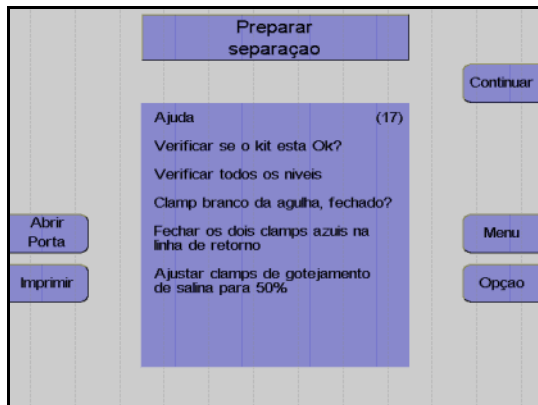 Preparar
separaçao
Continuar
Ajuda (17)
Verificar se o kit esta Ok?
Verificar todos os niveis
Clamp branco da agulha, fechado?
Fechar os dois clamps azuis na
linha de retorno
Ajustar clamps de gotejamento
de salina para 50%
Abrir
Porta
Imprimir
Menu
Opçao